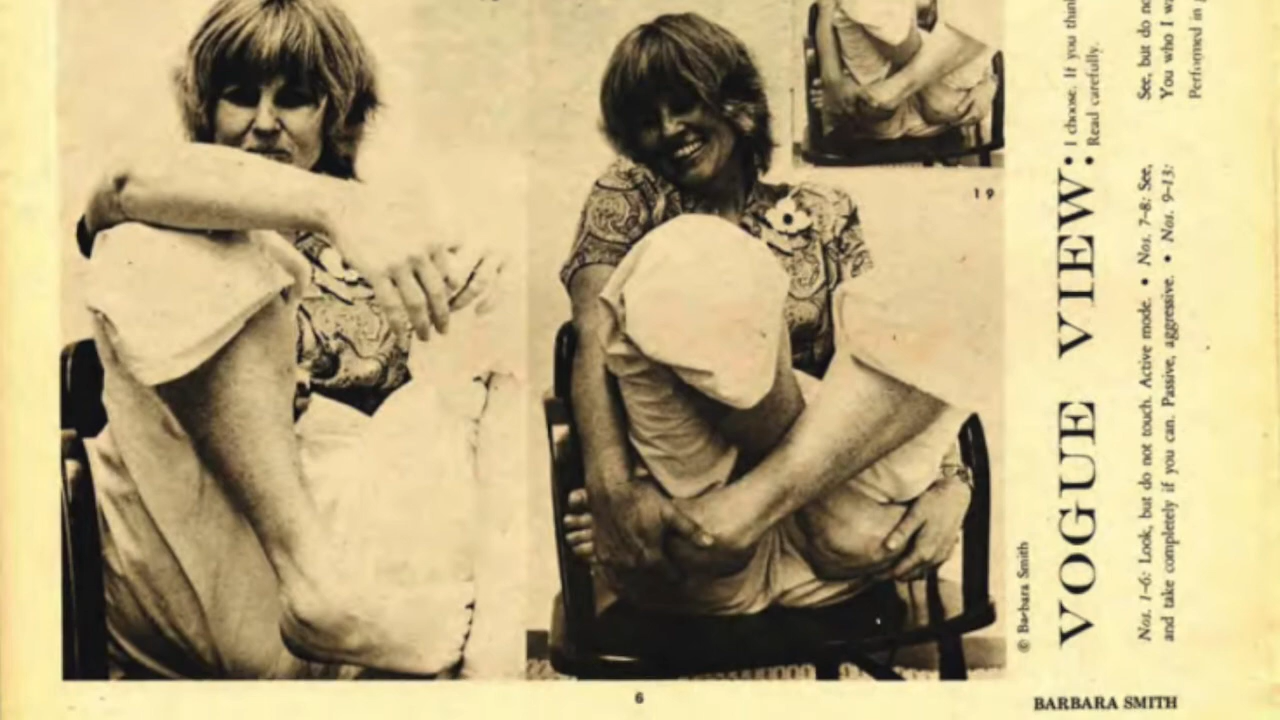 19
© Barbara Smith
VOGUE VIEW:
I choose. If you
Read carefully.
Nos. 1–6: Look, but do not touch. Active mode. • Nos. 7–8: See,
and take completely if you can. Passive, aggressive. • Nos. 9–13:
See, but do
You who I
Performed in
6
BARBARA SMITH